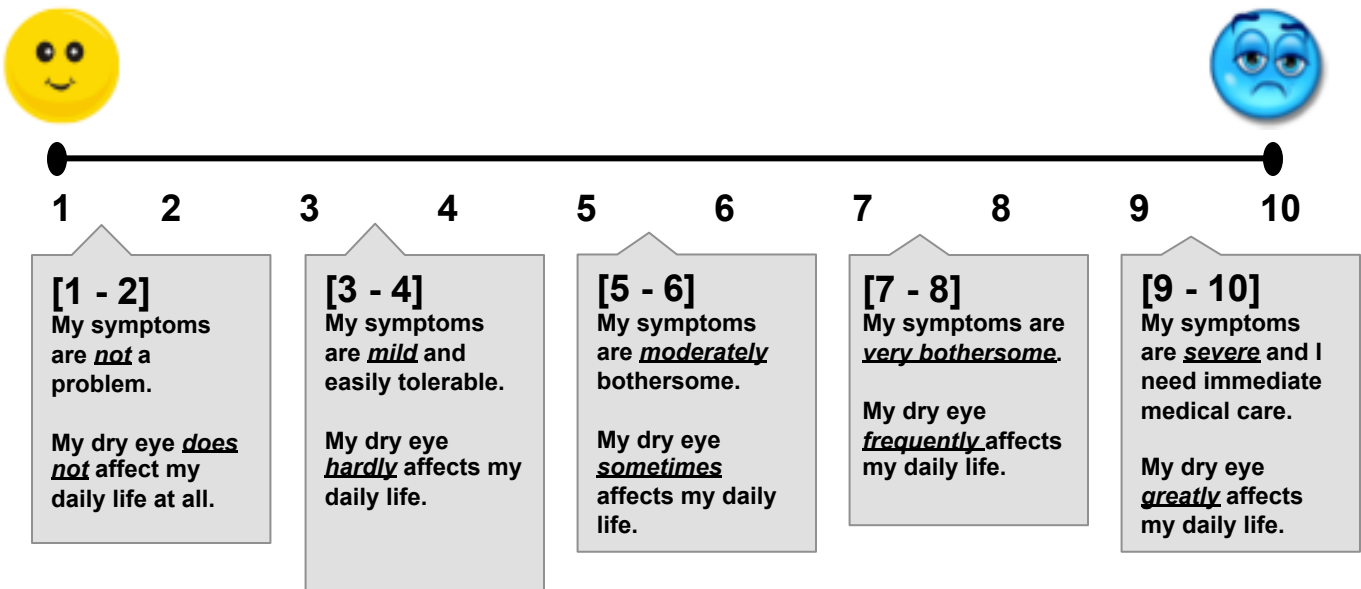 1 2 3 4 5 6 7 8 9 10
[1 - 2]
My symptoms
are not a
problem.
My dry eye does
not affect my
daily life at all.
[3 - 4]
My symptoms
are mild and
easily tolerable.
My dry eye
hardly affects my
daily life.
[5 - 6]
My symptoms
are moderately
bothersome.
My dry eye
sometimes
affects my daily
life.
[7 - 8]
My symptoms are
very bothersome.
My dry eye
frequently affects
my daily life.
[9 - 10]
My symptoms
are severe and I
need immediate
medical care.
My dry eye
greatly affects
my daily life.